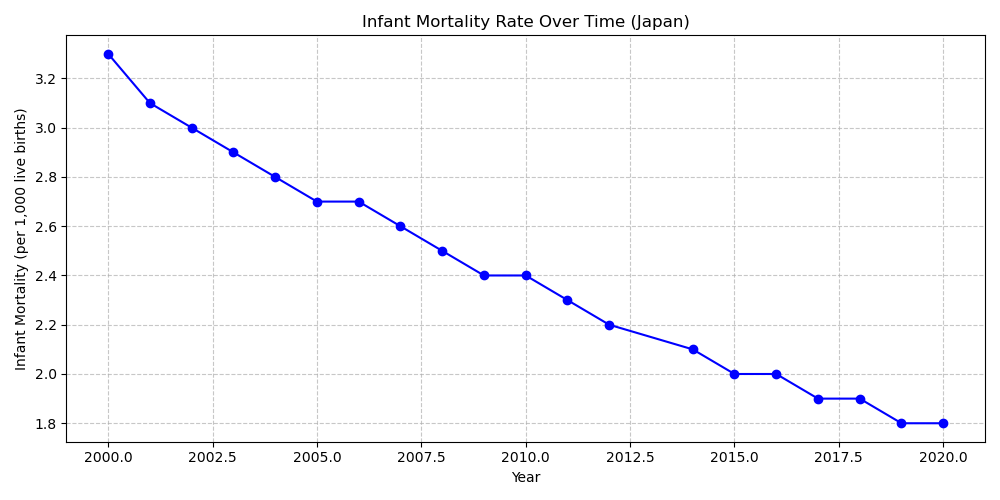 Infant Mortality Rate Over Time (Japan)
Infant Mortality (per 1,000 live births)
3.2
3.0
2.8
2.6
2.4
2.2
2.0
1.8
2000.0 2002.5 2005.0 2007.5 2010.0 2012.5 2015.0 2017.5 2020.0
Year